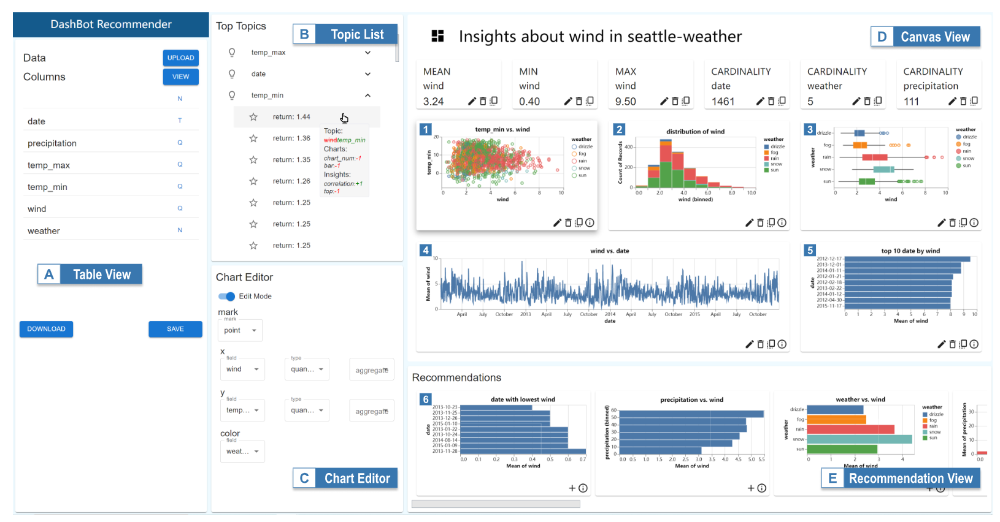 DashBot Recommender
Data
UPLOAD
Columns
VIEW
N
date T
precipitation Q
temp_max Q
temp_min Q
wind Q
weather N
A Table View
DOWNLOAD
SAVE
Top Topics
B Topic List
temp_max
date
temp_min
return: 1.44
return: 1.36
return: 1.35
return: 1.26
return: 1.25
return: 1.25
return: 1.25
Topic:
windtemp_min
Charts:
chart_num:-1
bar:-1
Insights:
correlation:+1
top:-1
Chart Editor
Edit Mode
mark
mark
point
x
field
wind
type
quan...
aggregate
y
field
temp...
type
quan...
aggregate
color
field
weat...
C Chart Editor
Insights about wind in seattle-weather
D Canvas View
MEAN
wind
3.24
MIN
wind
0.40
MAX
wind
9.50
CARDINALITY
date
1461
CARDINALITY
weather
5
CARDINALITY
precipitation
111
1
temp_min vs. wind
temp_min
20
10
0
0 2 4 6 8 10
wind
weather
drizzle
fog
rain
snow
sun
2
distribution of wind
Count of Records
400
200
0
0.0 2.0 4.0 6.0 8.0 10.0
wind (binned)
weather
drizzle
fog
rain
snow
sun
3
weather
drizzle
fog
rain
snow
sun
0 2 4 6 8 10
wind
weather
drizzle
fog
rain
snow
sun
4
wind vs. date
Mean of wind
10
5
0
April July October 2013 April July October 2014 April July October 2015 April July October
date
5
top 10 date by wind
date
2012-12-17
2013-12-01
2014-01-11
2012-01-21
2012-02-18
2013-02-22
2014-01-12
2012-04-30
2015-11-17
0 1 2 3 4 5 6 7 8 9 10
Mean of wind
Recommendations
6
date with lowest wind
date
2013-10-23
2013-11-25
2013-12-26
2015-01-10
2013-01-22
2013-10-24
2014-08-14
2015-01-09
2013-11-28
0.0 0.1 0.2 0.3 0.4 0.5 0.6 0.7
Mean of wind
precipitation vs. wind
precipitation (binned)
60
50
40
30
20
10
0
0.0 0.5 1.0 1.5 2.0 2.5 3.0 3.5 4.0 4.5 5.0 5.5
Mean of wind
weather vs. wind
weather
drizzle
fog
rain
snow
sun
0 1 2 3 4
Mean of wind
weather
drizzle
fog
rain
snow
sun
Mean of precipitation
30
20
10
0
0.0
E Recommendation View